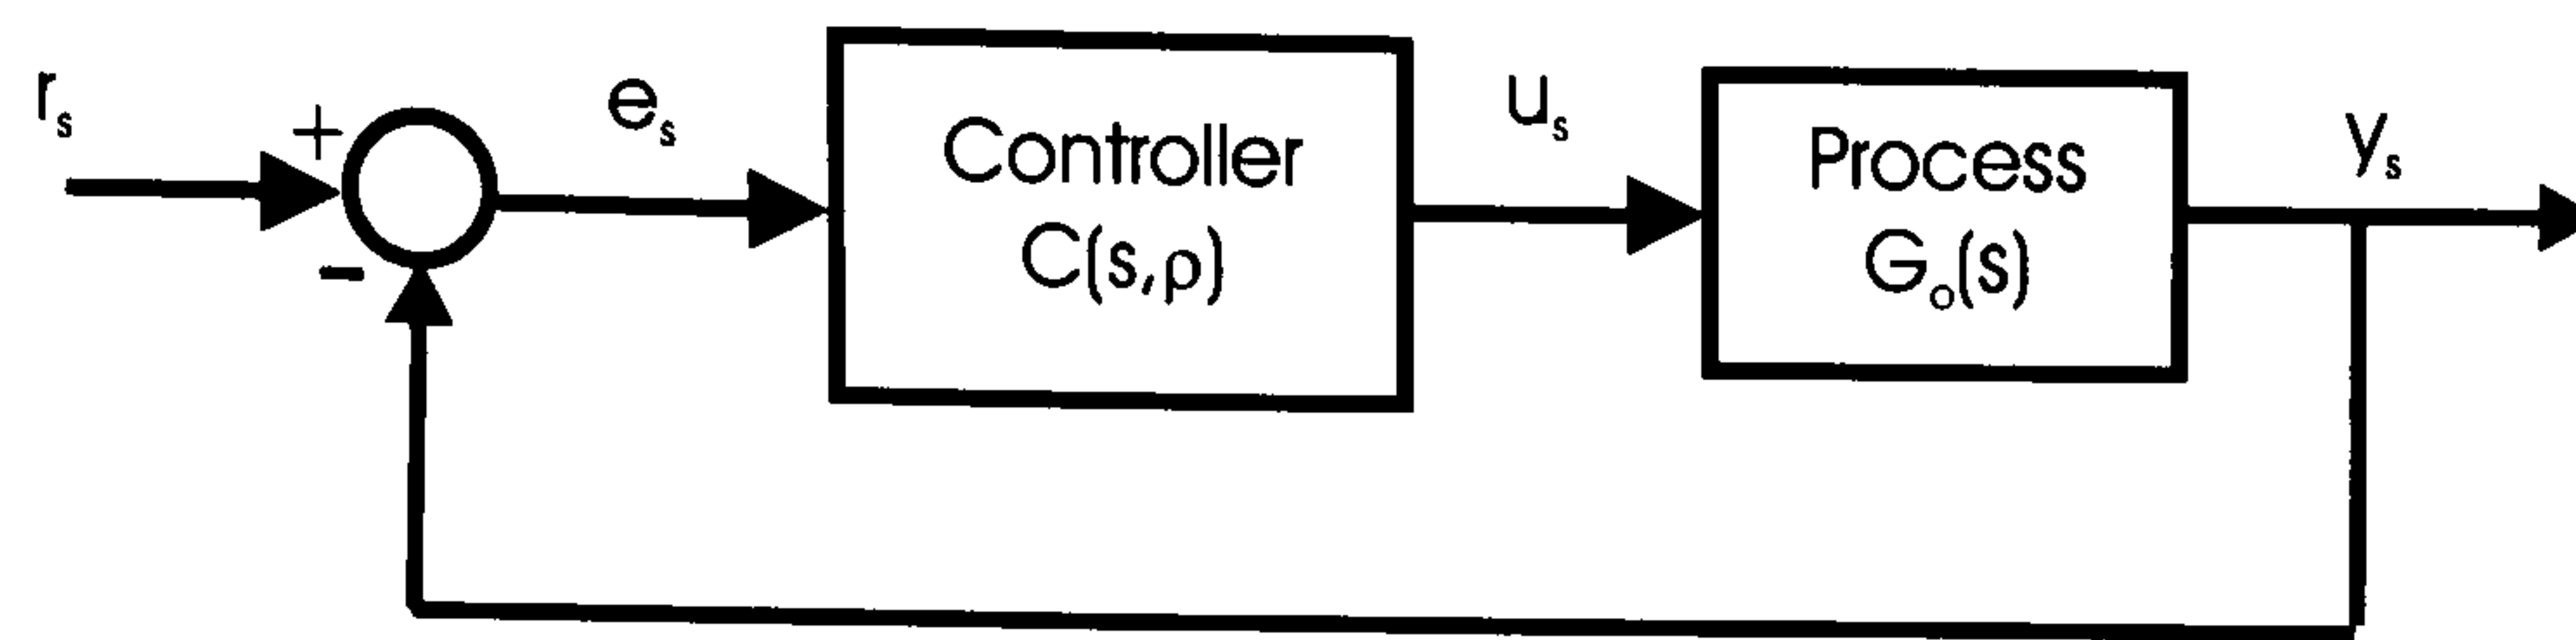 rₛ
+
-
eₛ
Controller
C(s,ρ)
uₛ
Process
Gₒ(s)
yₛ